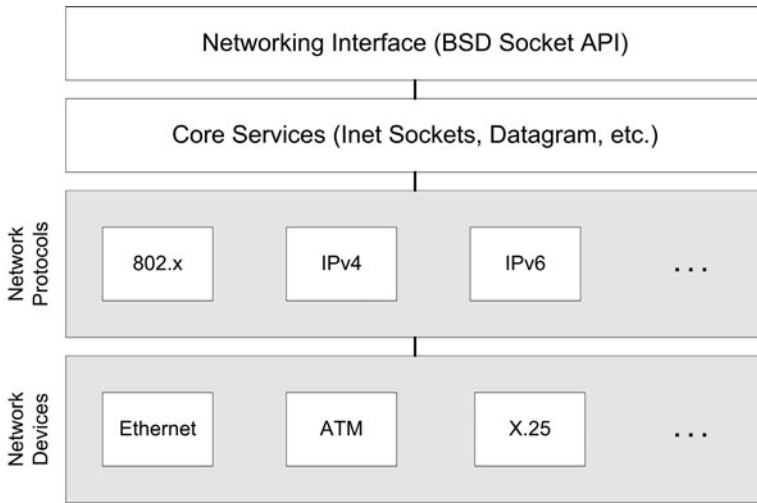 Networking Interface (BSD Socket API)
Core Services (Inet Sockets, Datagram, etc.)
Network
Protocols
802.x
IPv4
IPv6
...
Network
Devices
Ethernet
ATM
X.25
...